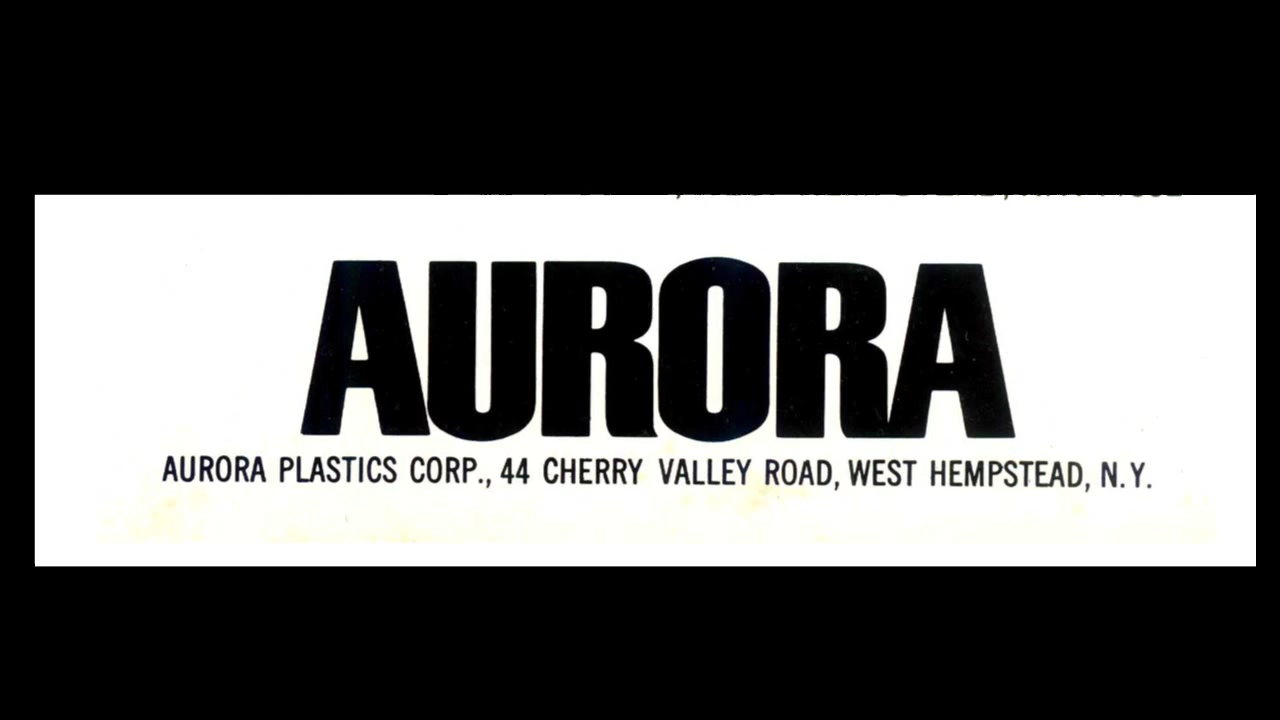 AURORA
AURORA PLASTICS CORP., 44 CHERRY VALLEY ROAD, WEST HEMPSTEAD, N.Y.